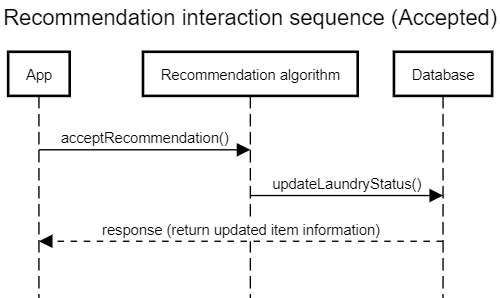 Recommendation interaction sequence (Accepted)
App
Recommendation algorithm
Database
acceptRecommendation()
updateLaundryStatus()
response (return updated item information)